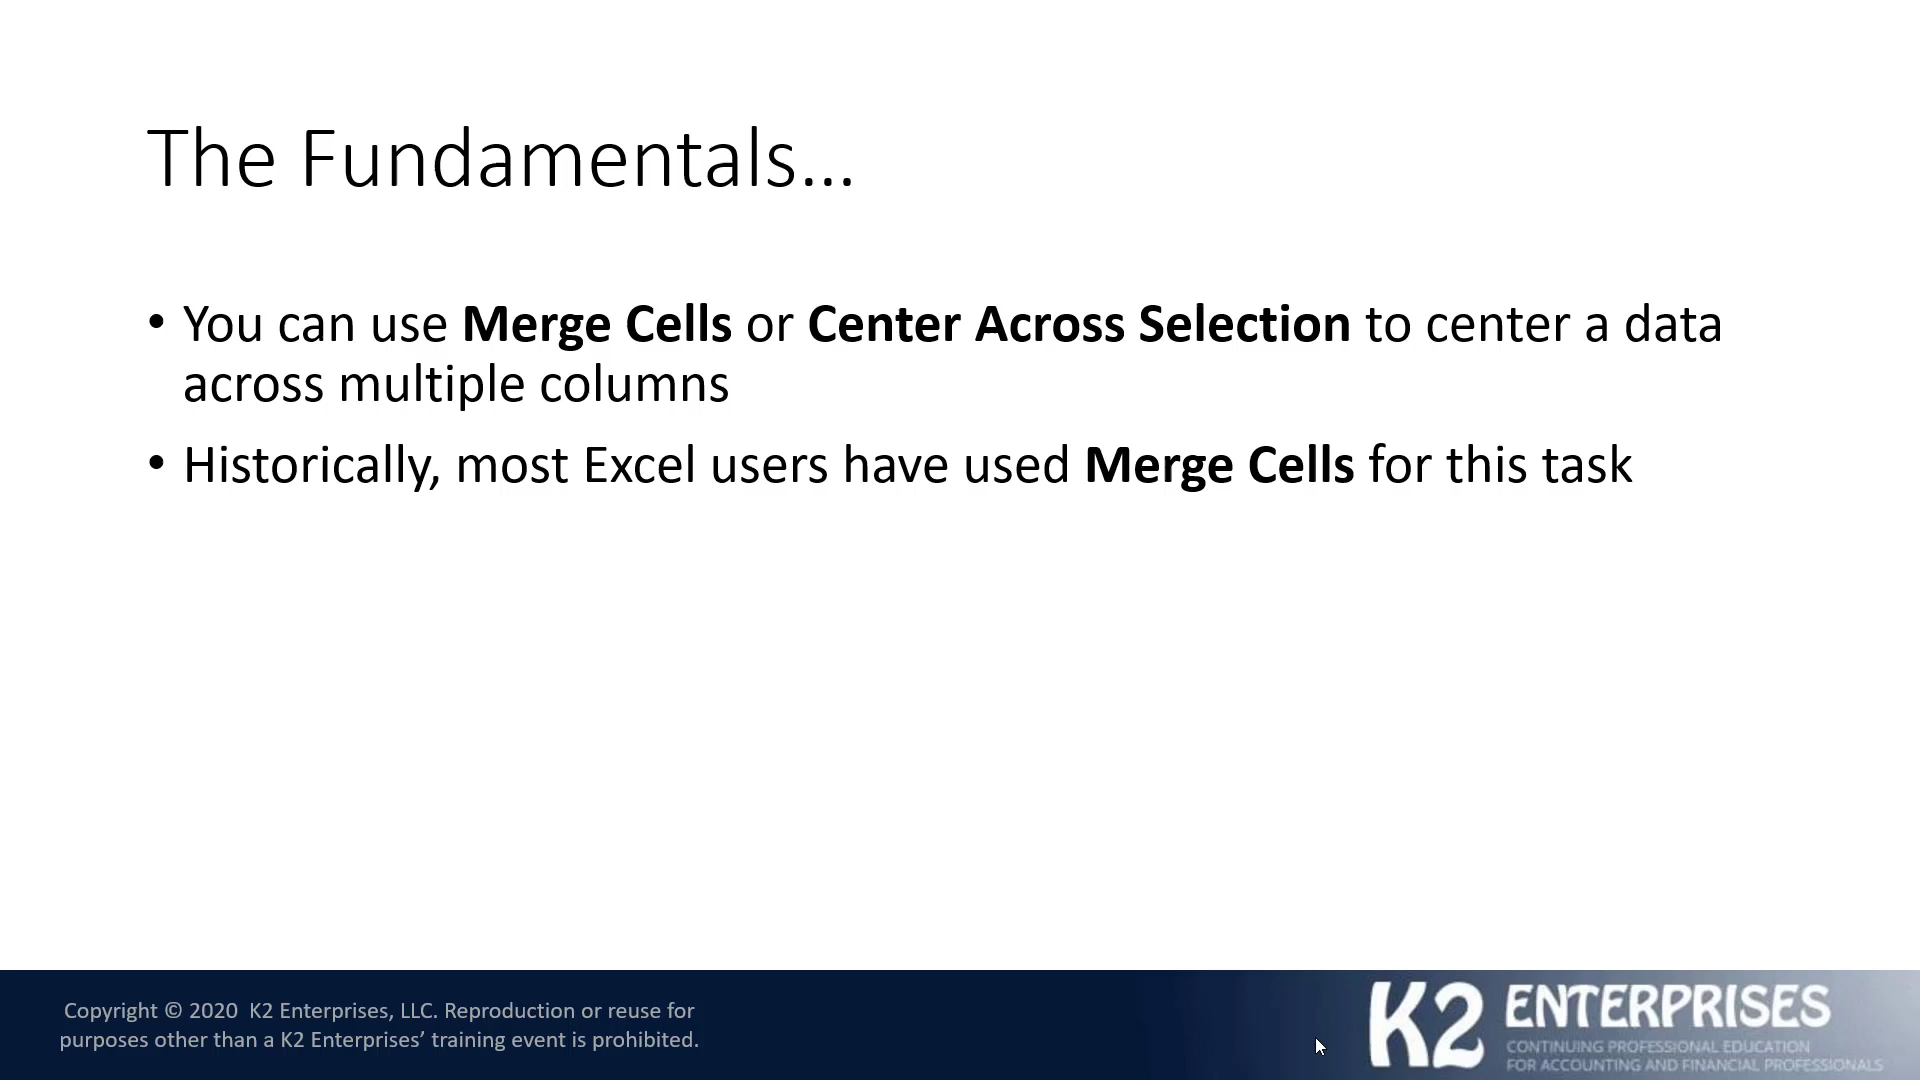 The Fundamentals...
• You can use Merge Cells or Center Across Selection to center a data
across multiple columns
• Historically, most Excel users have used Merge Cells for this task
Copyright © 2020 K2 Enterprises, LLC. Reproduction or reuse for
purposes other than a K2 Enterprises’ training event is prohibited.
K2 ENTERPRISES
CONTINUING PROFESSIONAL EDUCATION
FOR ACCOUNTING AND FINANCIAL PROFESSIONALS